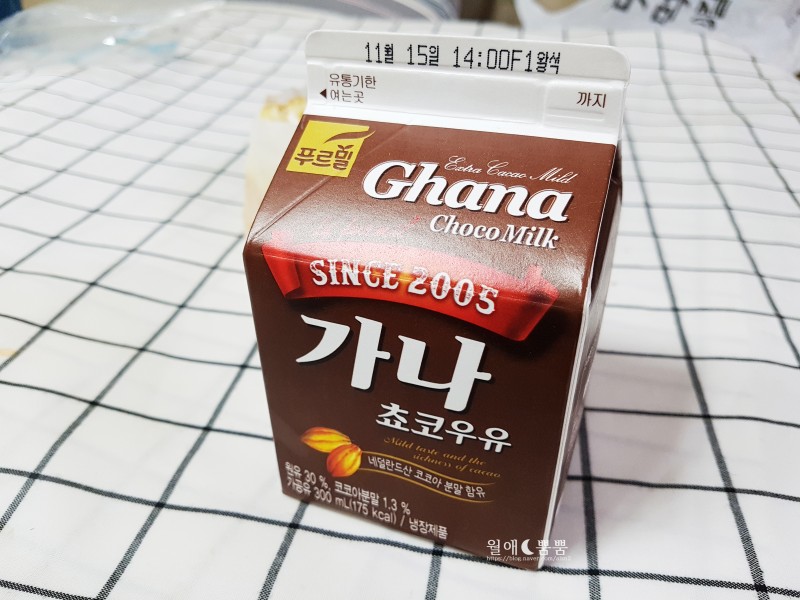 11월 15일 14:00F1왕석
유통기한
◀여는곳
까지
푸르밀
Extra Cacao Mild
Ghana
Choco Milk
SINCE 2005
가나
쵸코우유
Mild taste and the
richness of cacao
네덜란드산 코코아 분말 함유
원유 30 %, 코코아분말 1.3 %
가공유 300 mL(175 kcal) / 냉장제품
월애 뿜뿜